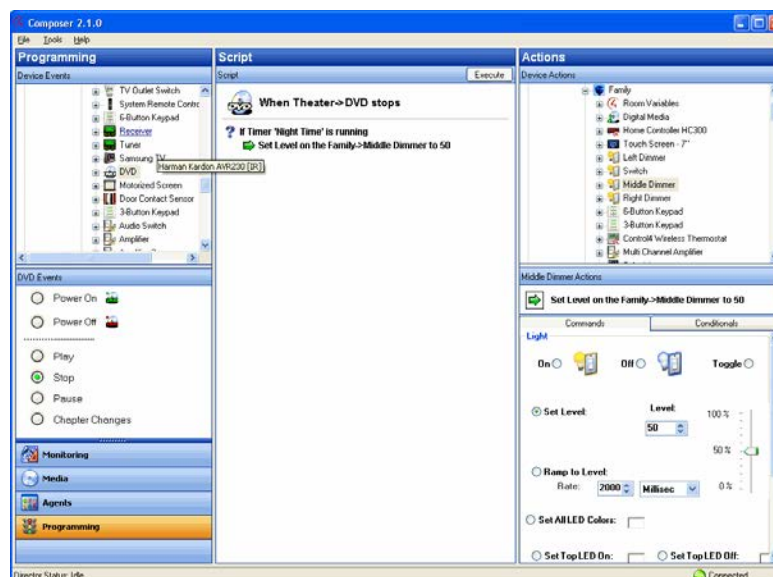 Composer 2.1.0
File Tools Help
Programming
Device Events
TV Outlet Switch
System Remote Contrc
6-Button Keypad
Receiver
Tuner
Samsung TV
Harman Kardon AVR230 [IR]
DVD
Motorized Screen
Door Contact Sensor
3-Button Keypad
Audio Switch
Amplifier
DVD Events
Power On
Power Off
Play
Stop
Pause
Chapter Changes
Monitoring
Media
Agents
Programming
Director Status: Idle
Script
Script Execute
When Theater->DVD stops
? If Timer 'Night Time' is running
Set Level on the Family->Middle Dimmer to 50
Actions
Device Actions
Family
Room Variables
Digital Media
Home Controller HC300
Touch Screen - 7"
Left Dimmer
Switch
Middle Dimmer
Right Dimmer
6-Button Keypad
3-Button Keypad
Control4 Wireless Thermostat
Multi Channel Amplifier
Middle Dimmer Actions
Set Level on the Family->Middle Dimmer to 50
Commands Conditionals
Light
On Off Toggle
Set Level: Level:
50
100 %
50 %
0 %
Ramp to Level:
Rate: 2000 Millisec
Set All LED Colors:
Set Top LED On: Set Top LED Off:
Connected